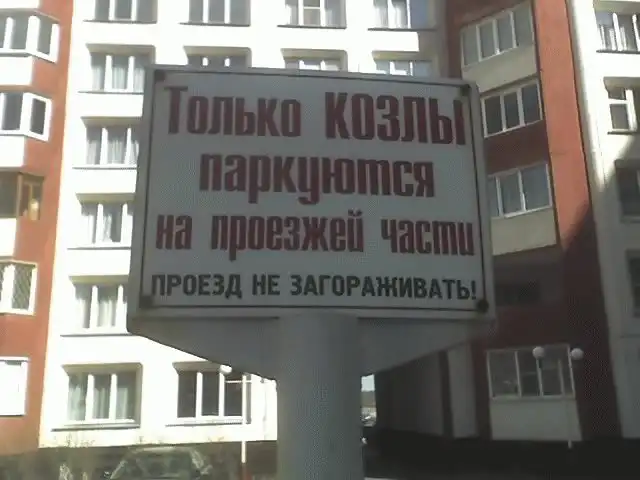 Только КОЗЛЫ
паркуются
на проезжей части
ПРОЕЗД НЕ ЗАГОРАЖИВАТЬ!